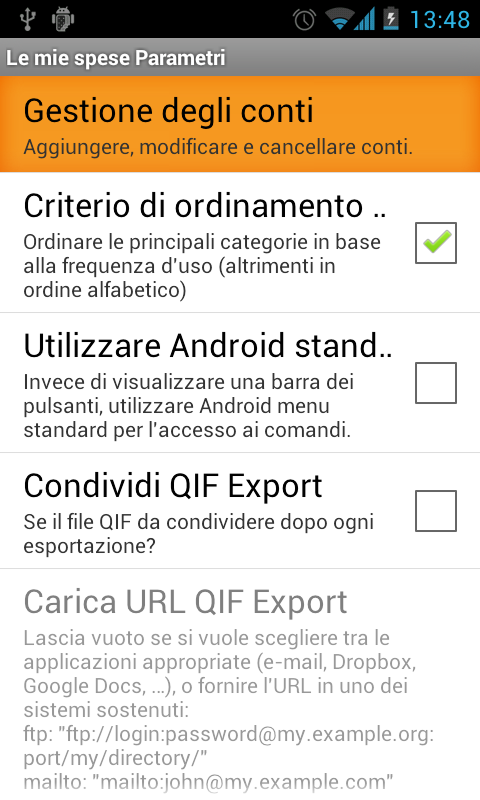 13:48
Le mie spese Parametri
Gestione degli conti
Aggiungere, modificare e cancellare conti.
Criterio di ordinamento ..
Ordinare le principali categorie in base
alla frequenza d'uso (altrimenti in
ordine alfabetico)
Utilizzare Android stand..
Invece di visualizzare una barra dei
pulsanti, utilizzare Android menu
standard per l'accesso ai comandi.
Condividi QIF Export
Se il file QIF da condividere dopo ogni
esportazione?
Carica URL QIF Export
Lascia vuoto se si vuole scegliere tra le
applicazioni appropriate (e-mail, Dropbox,
Google Docs, ...), o fornire l'URL in uno dei
sistemi sostenuti:
ftp: "ftp://login:password@my.example.org:
port/my/directory/"
mailto: "mailto:john@my.example.com"